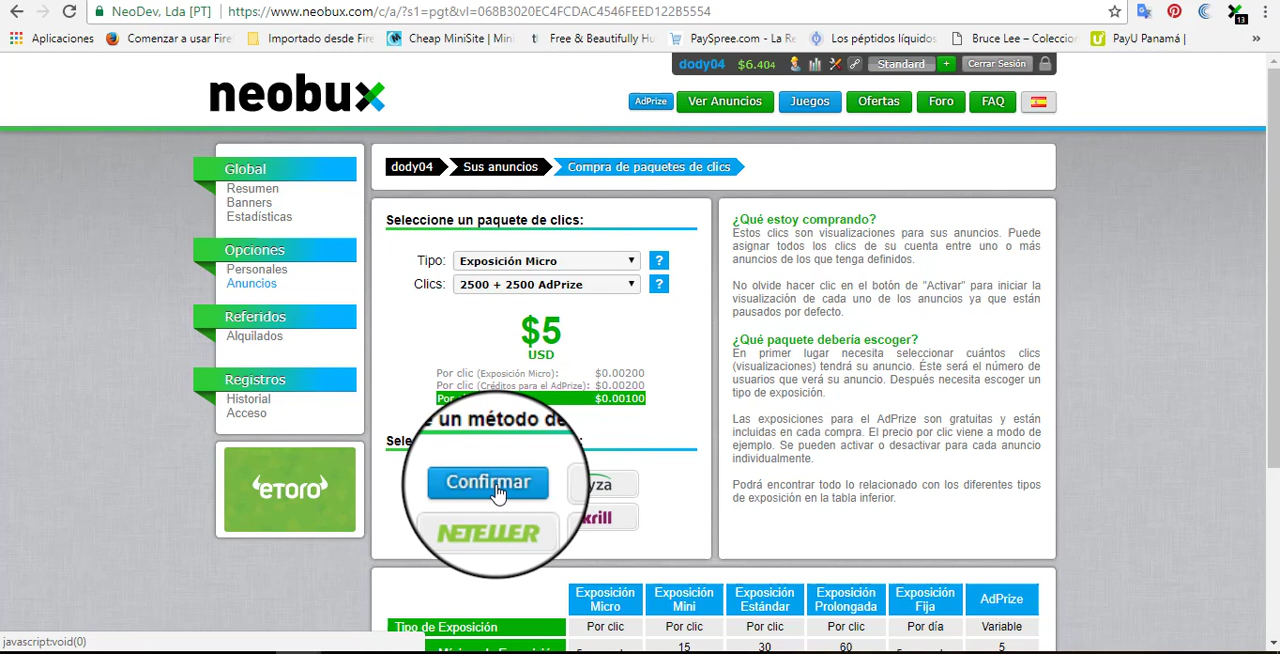 NeoDev, Lda [PT]
https://www.neobux.com/c/a/?s1=pgt&vl=068B3020EC4FCDAC4546FEED122B5554
13
Aplicaciones
Comenzar a usar Fire
Importado desde Fire
Cheap MiniSite | Mini
Free & Beautifully Hu
PaySpree.com - La Re
Los péptidos líquidos
Bruce Lee – Coleccior
PayU Panamá |
»
neobux
dody04
$6.404
Standard
+
Cerrar Sesión
AdPrize
Ver Anuncios
Juegos
Ofertas
Foro
FAQ
Global
Resumen
Banners
Estadísticas
Opciones
Personales
Anuncios
Referidos
Alquilados
Registros
Historial
Acceso
eToro
dody04
Sus anuncios
Compra de paquetes de clics
Seleccione un paquete de clics:
Tipo: Exposición Micro ?
Clics: 2500 + 2500 AdPrize ?
$5
USD
Por clic (Exposición Micro): $0.00200
Por clic (Créditos para el AdPrize): $0.00200
Por $0.00100
e un método de
Sele
Confirmar
yza
NETELLER
krill
¿Qué estoy comprando?
Estos clics son visualizaciones para sus anuncios. Puede
asignar todos los clics de su cuenta entre uno o más
anuncios de los que tenga definidos.
No olvide hacer clic en el botón de "Activar" para iniciar la
visualización de cada uno de los anuncios ya que están
pausados por defecto.
¿Qué paquete debería escoger?
En primer lugar necesita seleccionar cuántos clics
(visualizaciones) tendrá su anuncio. Éste será el número de
usuarios que verá su anuncio. Después necesita escoger un
tipo de exposición.
Las exposiciones para el AdPrize son gratuitas y están
incluidas en cada compra. El precio por clic viene a modo de
ejemplo. Se pueden activar o desactivar para cada anuncio
individualmente.
Podrá encontrar todo lo relacionado con los diferentes tipos
de exposición en la tabla inferior.
Exposición Micro
Exposición Mini
Exposición Estándar
Exposición Prolongada
Exposición Fija
AdPrize
Tipo de Exposición
Por clic
Por clic
Por clic
Por clic
Por día
Variable
15
30
60
5
javascript:void(0)